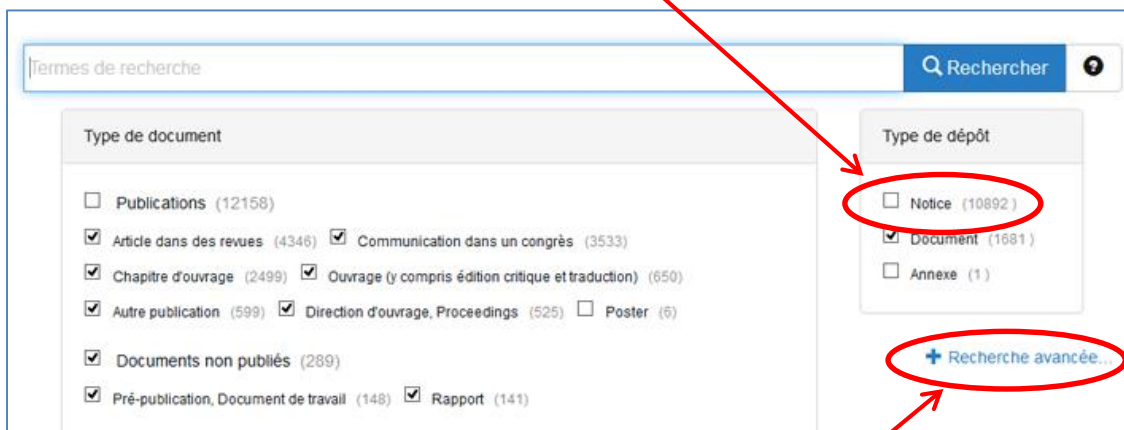 Termes de recherche
Rechercher
Type de document
Publications (12158)
Article dans des revues (4346) Communication dans un congrès (3533)
Chapitre d'ouvrage (2499) Ouvrage (y compris édition critique et traduction) (650)
Autre publication (599) Direction d'ouvrage, Proceedings (525) Poster (6)
Documents non publiés (289)
Pré-publication, Document de travail (148) Rapport (141)
Type de dépôt
Notice (10892)
Document (1681)
Annexe (1)
+ Recherche avancée...